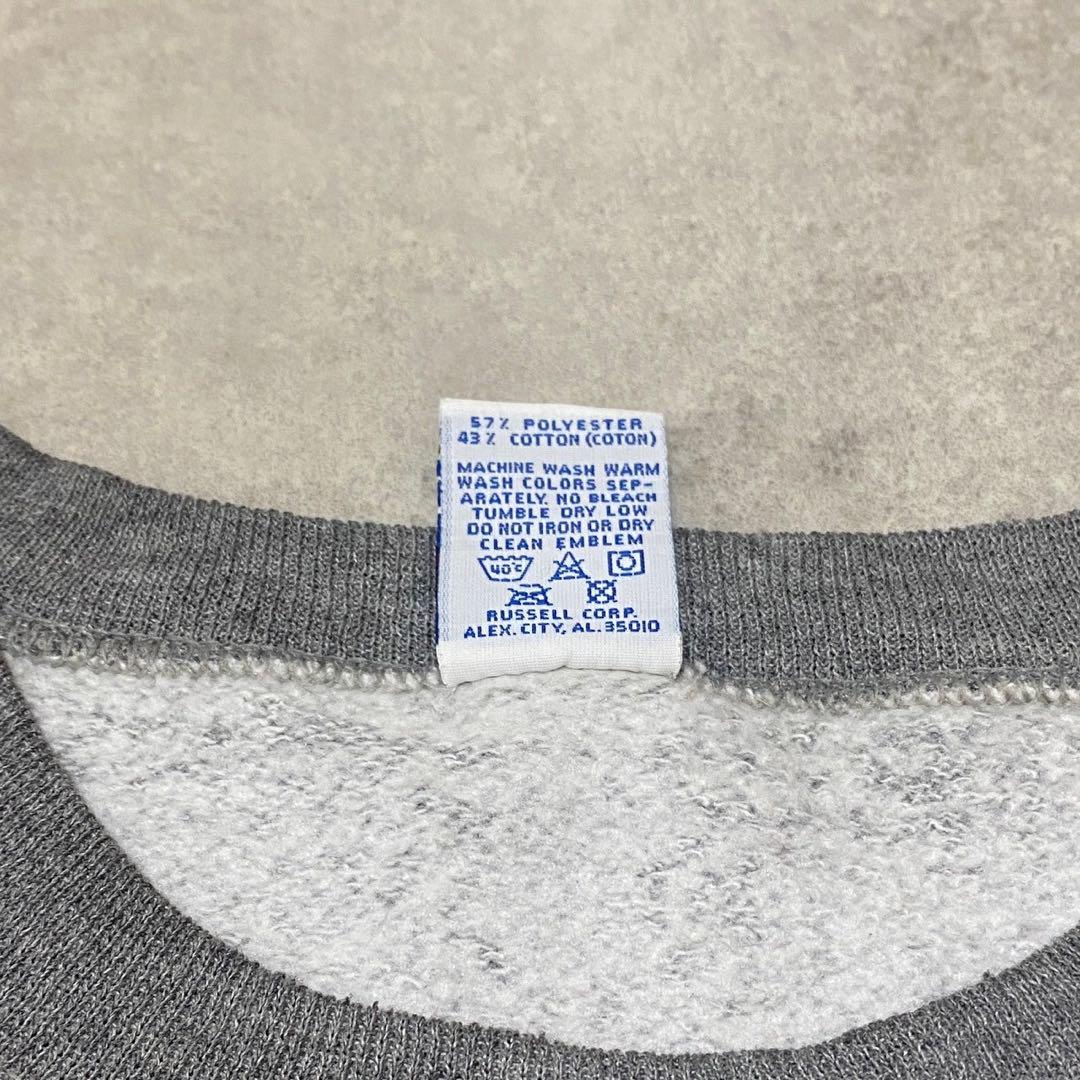 57% POLYESTER
43% COTTON (COTON)
MACHINE WASH WARM
WASH COLORS SEP-
ARATELY. NO BLEACH
TUMBLE DRY LOW
DO NOT IRON OR DRY
CLEAN EMBLEM
40°C
RUSSELL CORP.
ALEX. CITY, AL. 35010